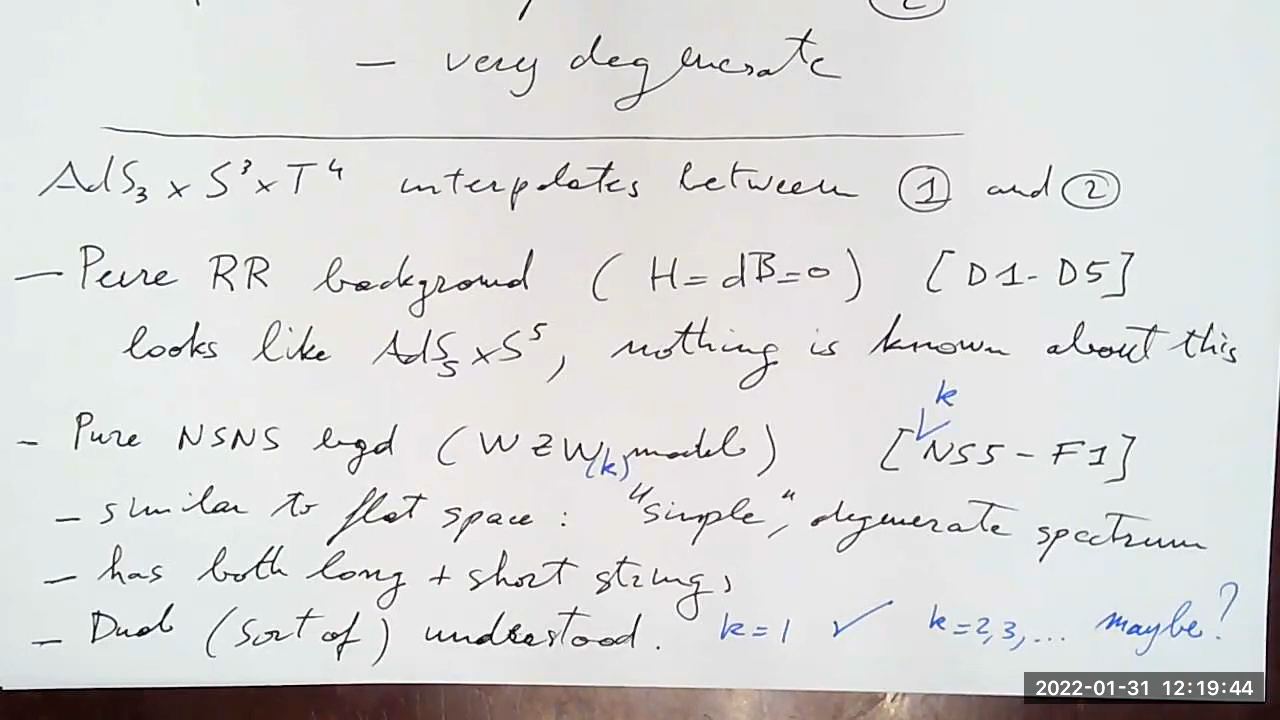 ②
— very degenerate
AdS₃ × S³ × T⁴ interpolates between ① and ②
— Pure RR background ( H = dB = 0 ) [ D1 - D5 ]
looks like AdS₅ × S⁵, nothing is known about this
k
- Pure NSNS bgd ( WZW(k) models ) [ NS5 - F1 ]
- similar to flat space : "simple", degenerate spectrum
- has both long + short strings
- Dual (sort of) understood. k=1 ✓ k=2,3,... maybe?
2022-01-31 12:19:44